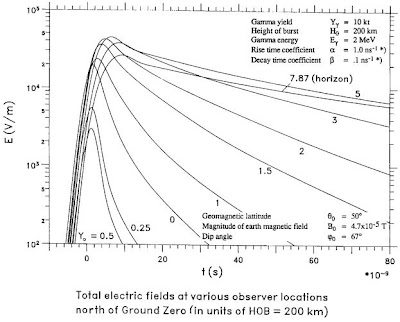 Gamma yield Yγ = 10 kt
Height of burst H₀ = 200 km
Gamma energy Eγ = 2 MeV
Rise time coefficient α = 1.0 ns⁻¹ *)
Decay time coefficient β = .1 ns⁻¹ *)
7.87 (horizon)
5
3
2
1.5
1
0
0.25
Y₀ = 0.5
Geomagnetic lattitude θ₀ = 50°
Magnitude of earth magnetic field B₀ = 4.7x10⁻⁵ T
Dip angle φ₀ = 67°
E (V/m)
10⁵
10⁴
10³
10⁵
10²
0
20
40
60
80
×10⁻⁹
t (s)
Total electric fields at various observer locations
north of Ground Zero (in units of HOB = 200 km)